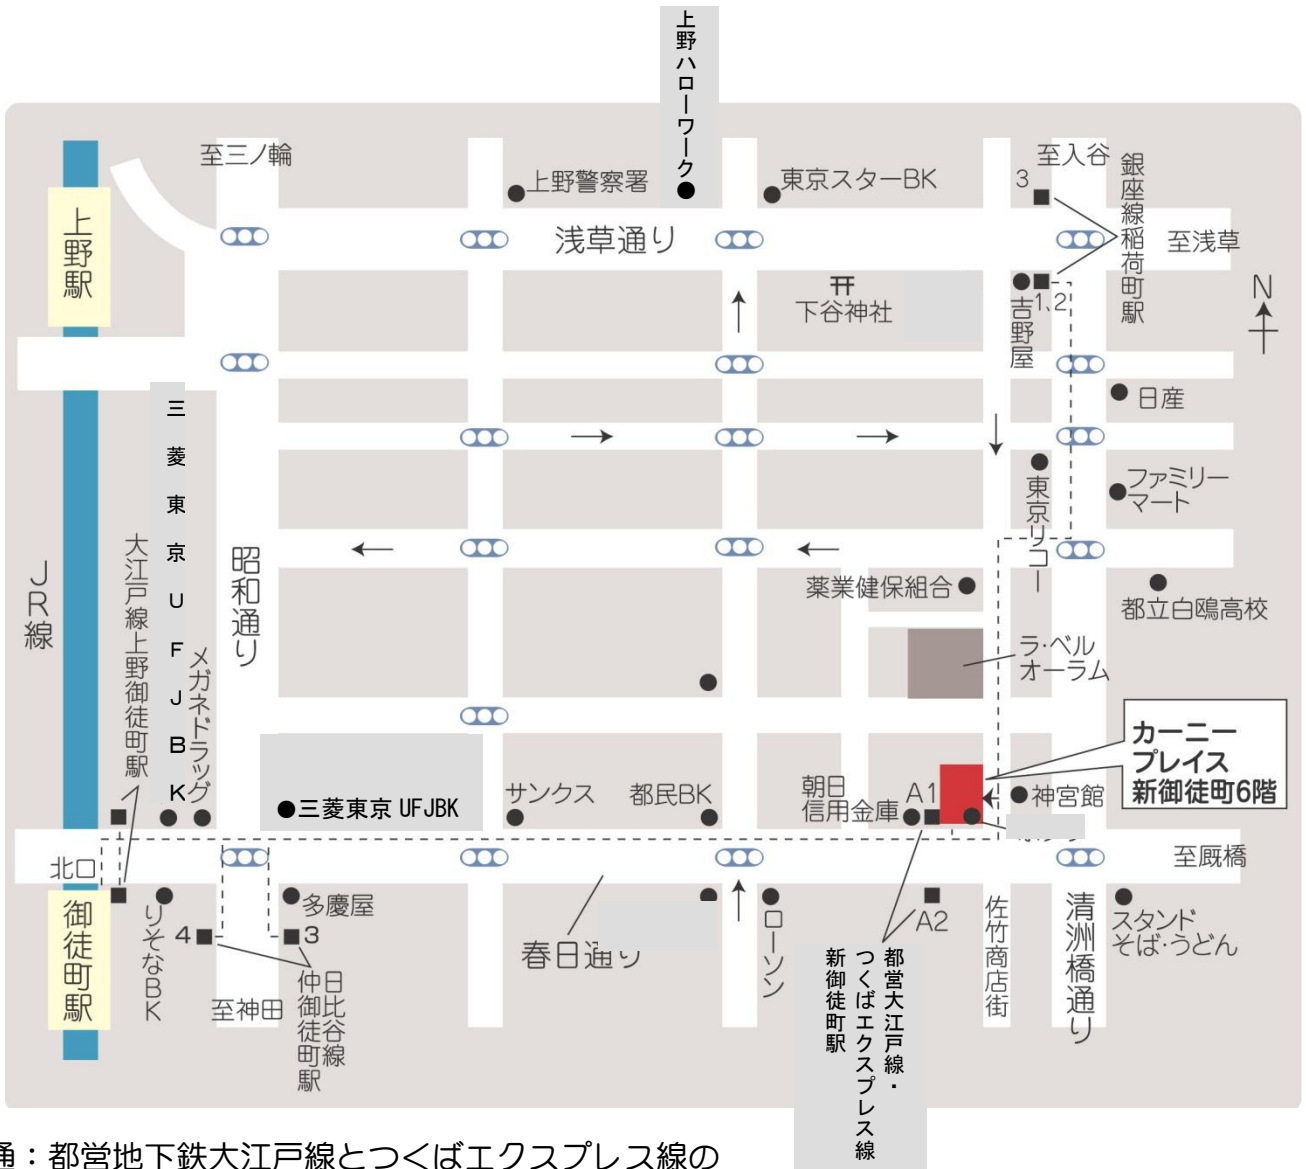 上野ハローワーク●
至三ノ輪
上野警察署
東京スターBK
至入谷
3
銀座線稲荷町駅
上野駅
浅草通り
至浅草
下谷神社
1、2
吉野屋
N
日産
三菱東京UFJBK
東京リコー
ファミリー
マート
大江戸線上野御徒町駅
昭和通り
JR線
薬業健保組合
都立白鴎高校
メガネドラッグ
ラ・ベル
オーラム
カーニー
プレイス
新御徒町6階
●三菱東京UFJBK
サンクス
都民BK
朝日
信用金庫
A1
神宮館
北口
至厩橋
御徒町駅
りそなBK
4
3
多慶屋
春日通り
ローソン
A2
佐竹商店街
清洲橋通り
スタンド
そば・うどん
至神田
日比谷線
仲御徒町駅
都営大江戸線・
つくばエクスプレス線
新御徒町駅
通：都営地下鉄大江戸線とつくばエクスプレス線の